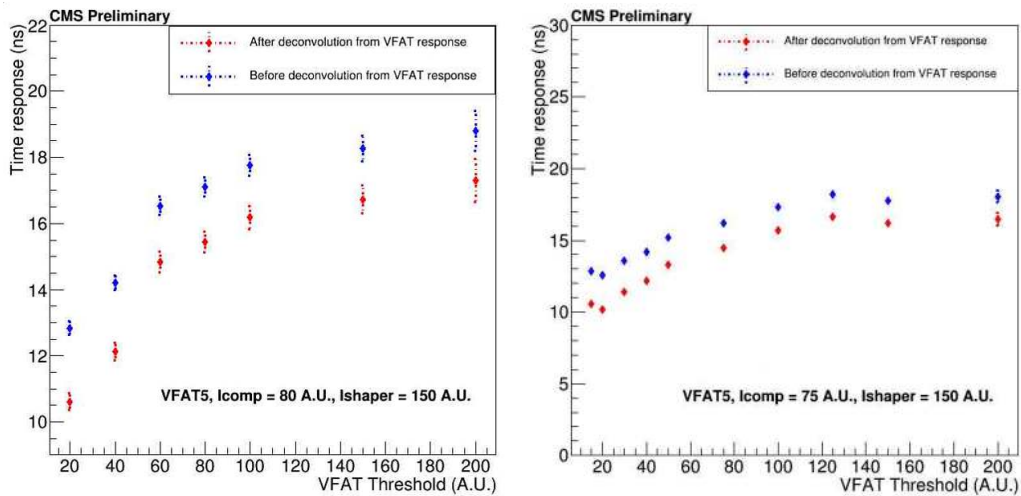 CMS Preliminary
After deconvolution from VFAT response
Before deconvolution from VFAT response
Time response (ns)
22
20
18
16
14
12
10
VFAT5, Icomp = 80 A.U., Ishaper = 150 A.U.
20 40 60 80 100 120 140 160 180 200
VFAT Threshold (A.U.)
CMS Preliminary
After deconvolution from VFAT response
Before deconvolution from VFAT response
Time response (ns)
30
25
20
15
10
5
0
VFAT5, Icomp = 75 A.U., Ishaper = 150 A.U.
20 40 60 80 100 120 140 160 180 200
VFAT Threshold (A.U.)